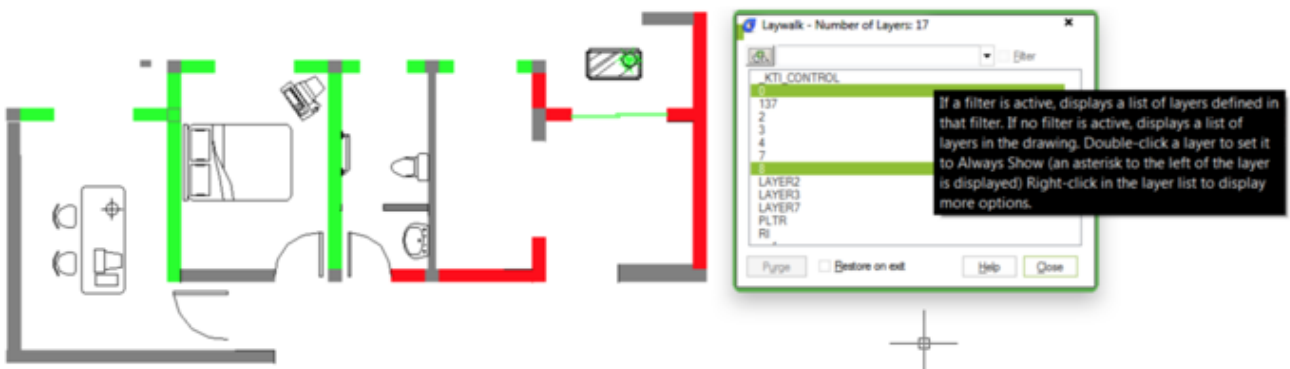 Laywalk - Number of Layers: 17
Filter
_KTI_CONTROL
0
137
2
3
4
7
8
LAYER2
LAYER3
LAYER7
PLTR
RI
If a filter is active, displays a list of layers defined in
that filter. If no filter is active, displays a list of
layers in the drawing. Double-click a layer to set it
to Always Show (an asterisk to the left of the layer
is displayed) Right-click in the layer list to display
more options.
Purge Restore on exit Help Close